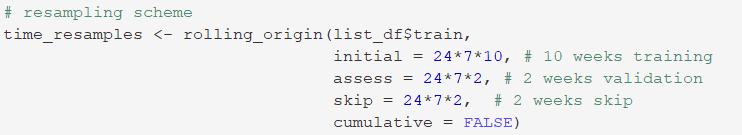 # resampling scheme
time_resamples <- rolling_origin(list_df$train,
                                 initial = 24*7*10, # 10 weeks training
                                 assess = 24*7*2, # 2 weeks validation
                                 skip = 24*7*2,  # 2 weeks skip
                                 cumulative = FALSE)